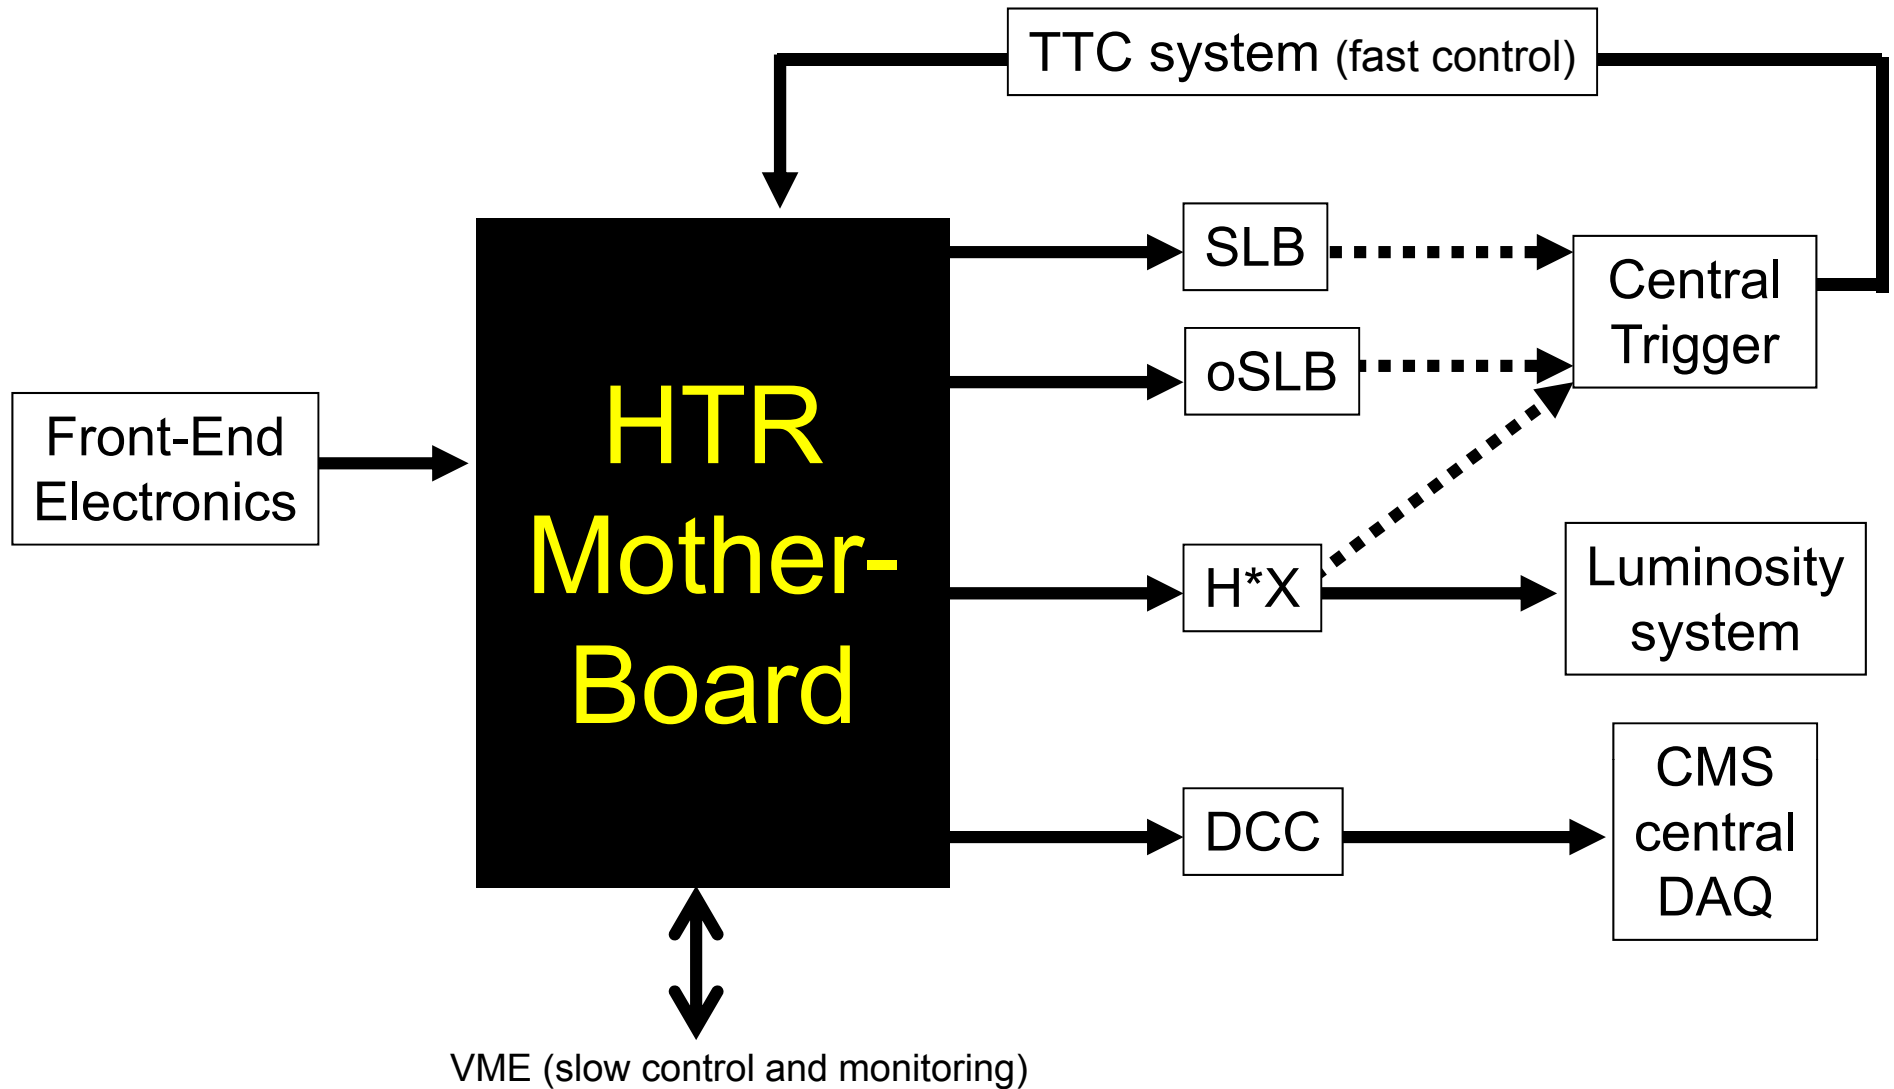 TTC system (fast control)
SLB
Central
Trigger
oSLB
Front-End
Electronics
HTR
Mother-
Board
H*X
Luminosity
system
DCC
CMS
central
DAQ
VME (slow control and monitoring)